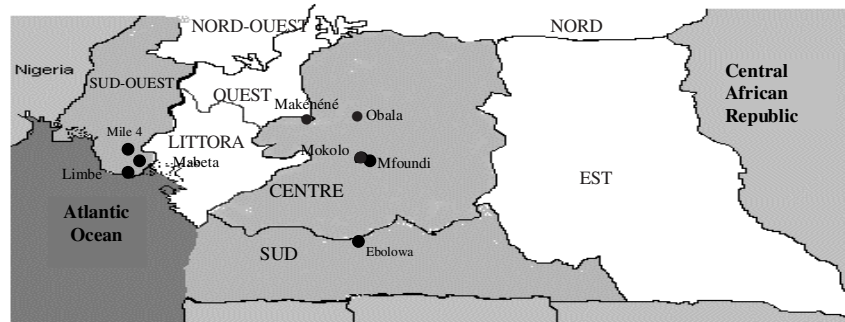 NORD-OUEST
NORD
Nigeria
SUD-OUEST
Central
African
Republic
OUEST
Makénéné
Obala
Mile 4
LITTORA
Mokolo
Mabeta
Mfoundi
Limbe
CENTRE
EST
Atlantic
Ocean
SUD
Ebolowa